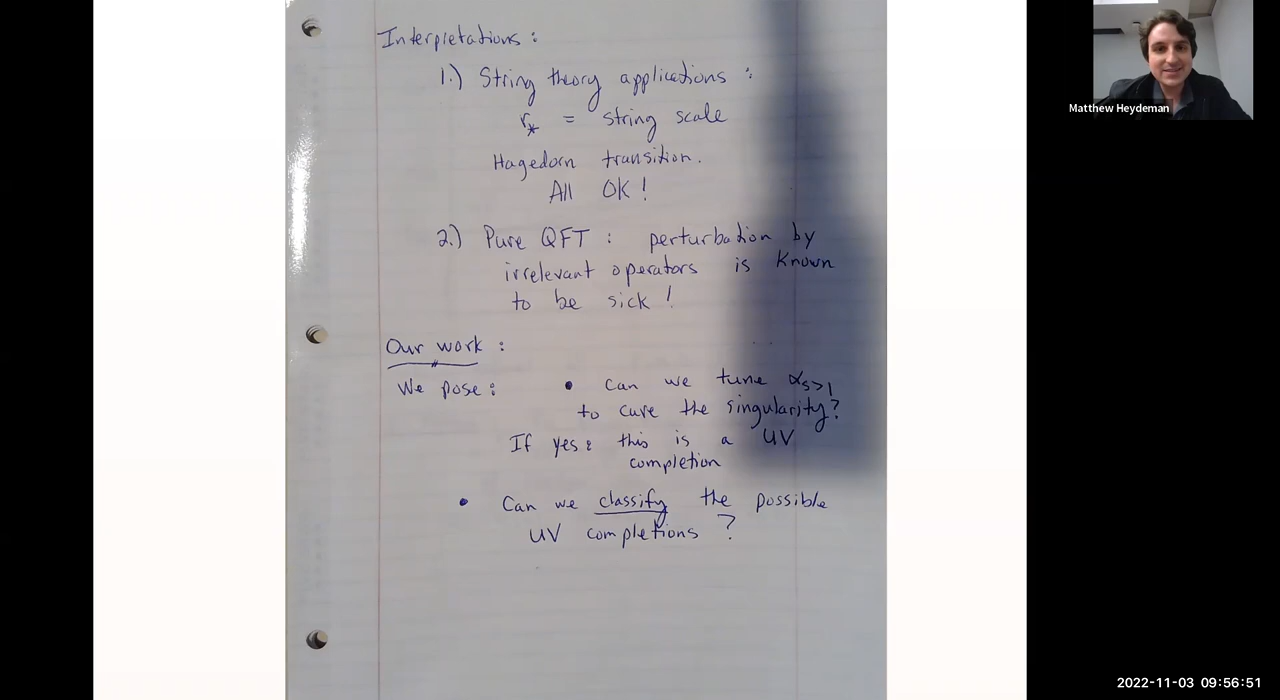 Interpretations :
1.) String theory applications :
r* = string scale
Hagedorn transition.
All OK!
2.) Pure QFT : perturbation by
irrelevant operators is known
to be sick!
Our work :
We pose : • Can we tune αs>1
to cure the singularity?
If yes : this is a UV
completion
• Can we classify the possible
UV completions ?
Matthew Heydeman
2022-11-03 09:56:51